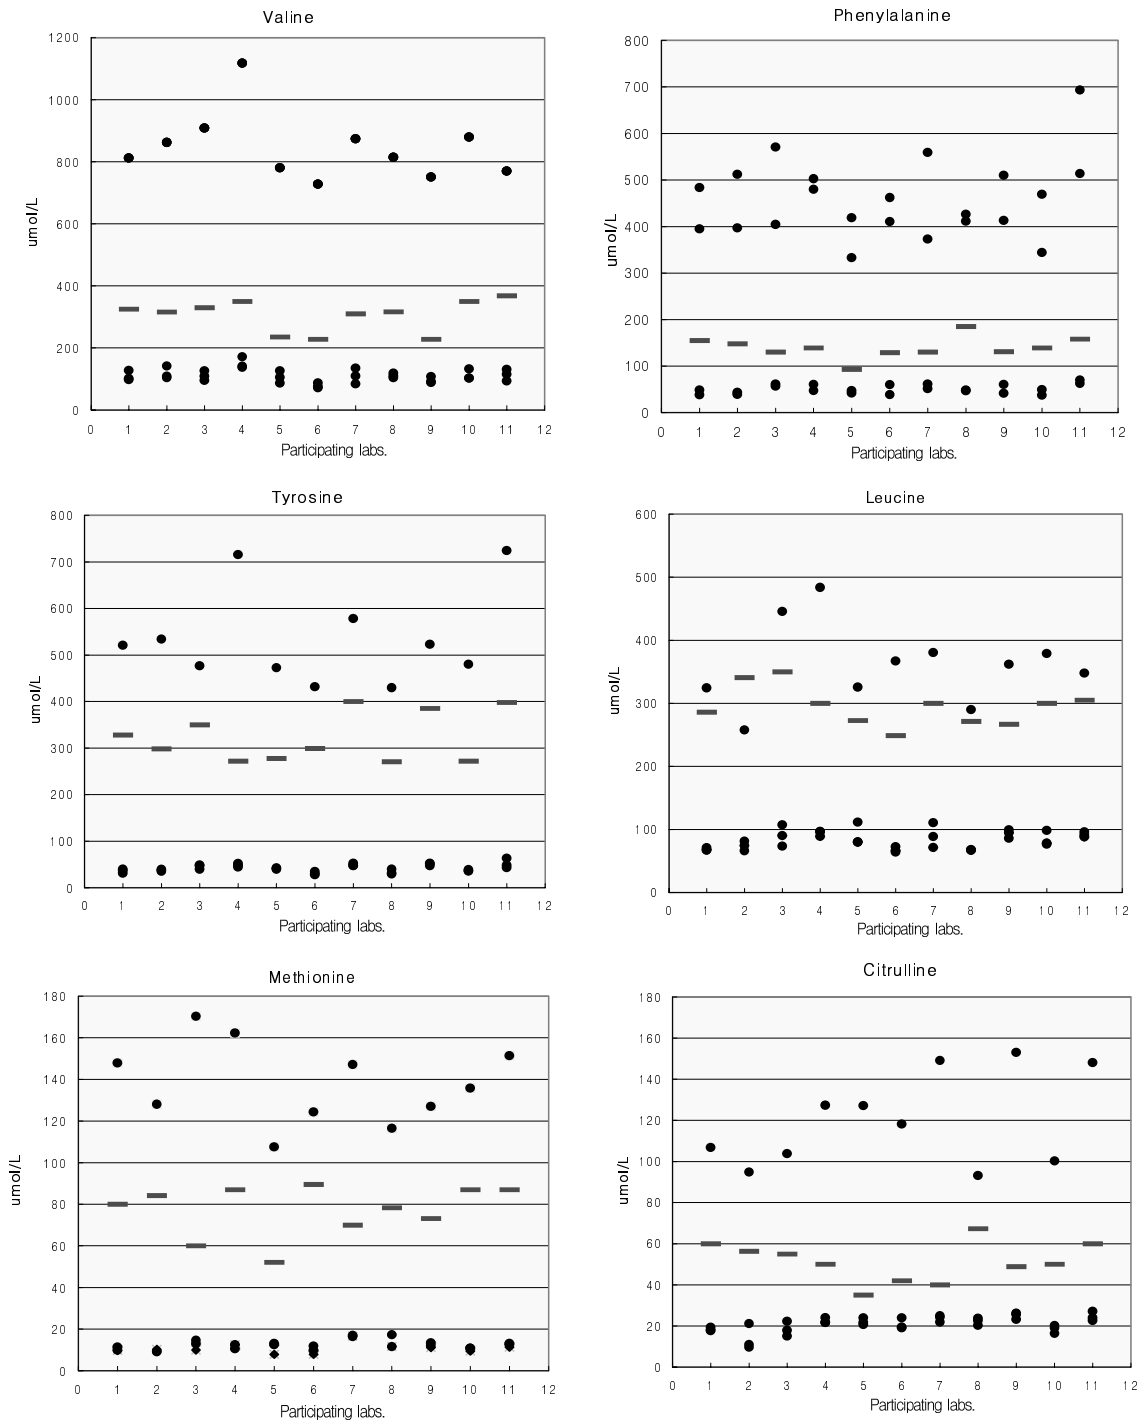 Valine
1200
1000
800
600
400
200
0
umol/L
0 1 2 3 4 5 6 7 8 9 10 11 12
Participating labs.
Phenylalanine
800
700
600
500
400
300
200
100
0
umol/L
0 1 2 3 4 5 6 7 8 9 10 11 12
Participating labs.
Tyrosine
800
700
600
500
400
300
200
100
0
umol/L
0 1 2 3 4 5 6 7 8 9 10 11 12
Participating labs.
Leucine
600
500
400
300
200
100
0
umol/L
0 1 2 3 4 5 6 7 8 9 10 11 12
Participating labs.
Methionine
180
160
140
120
100
80
60
40
20
0
umol/L
0 1 2 3 4 5 6 7 8 9 10 11 12
Participating labs.
Citrulline
180
160
140
120
100
80
60
40
20
0
umol/L
0 1 2 3 4 5 6 7 8 9 10 11 12
Participating labs.